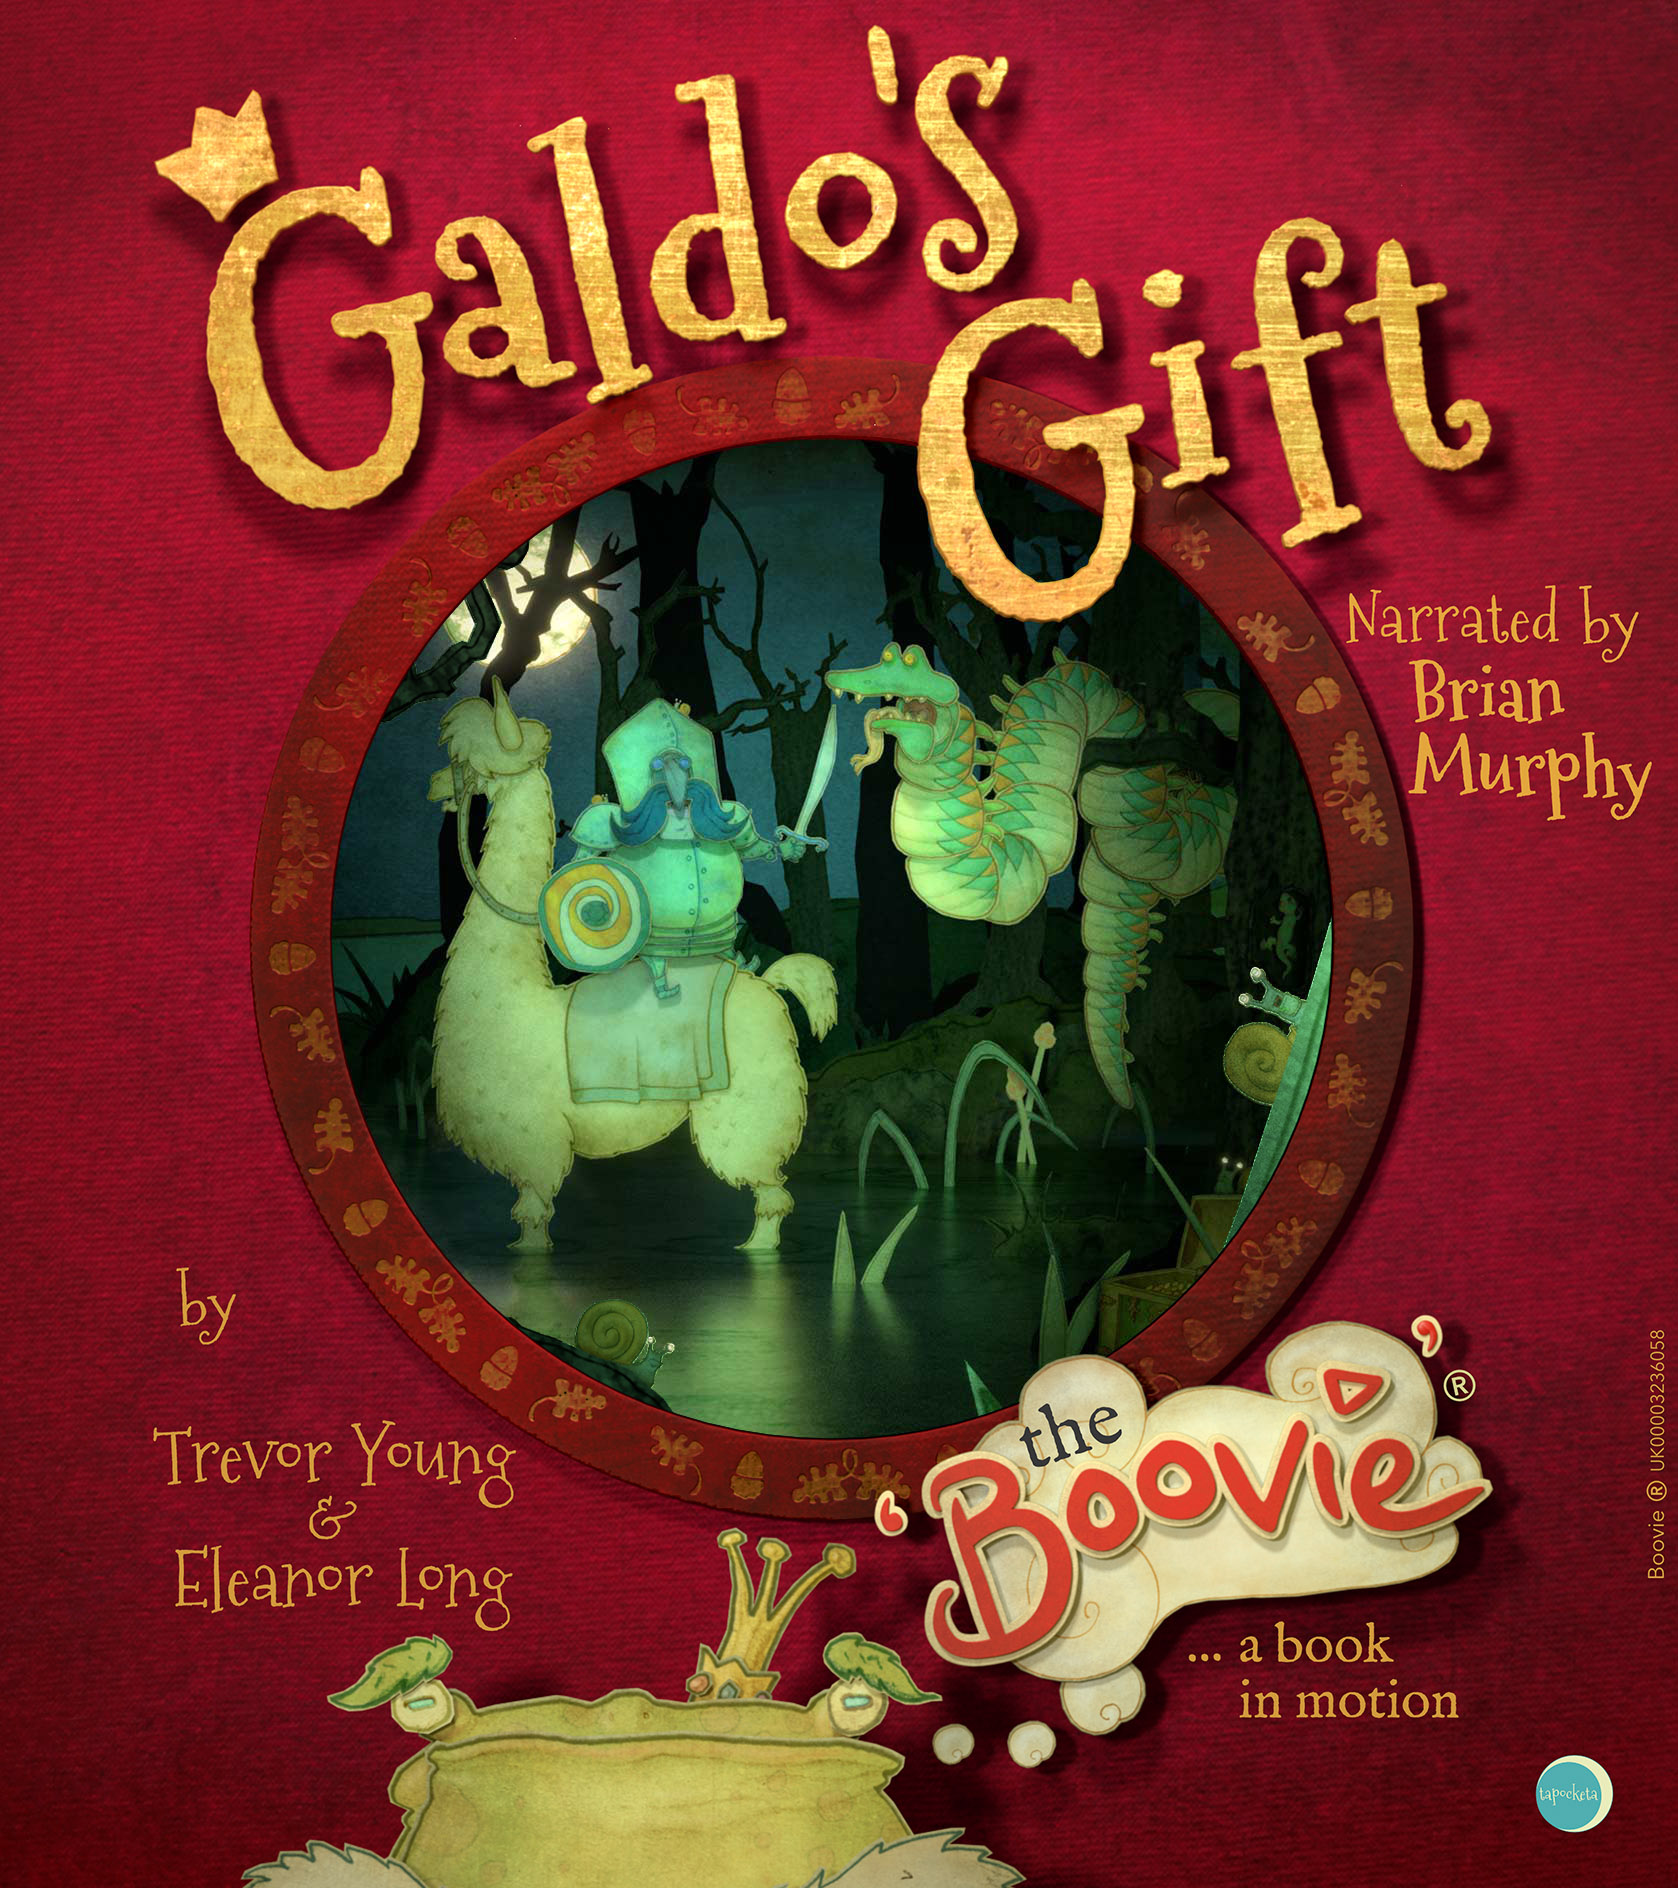 Galdo's
Gift
Narrated by
Brian
Murphy
by
Trevor Young
&
Eleanor Long
the
'Boovie'®
... a book
in motion
Boovie ® UK00003236058
tapocketa